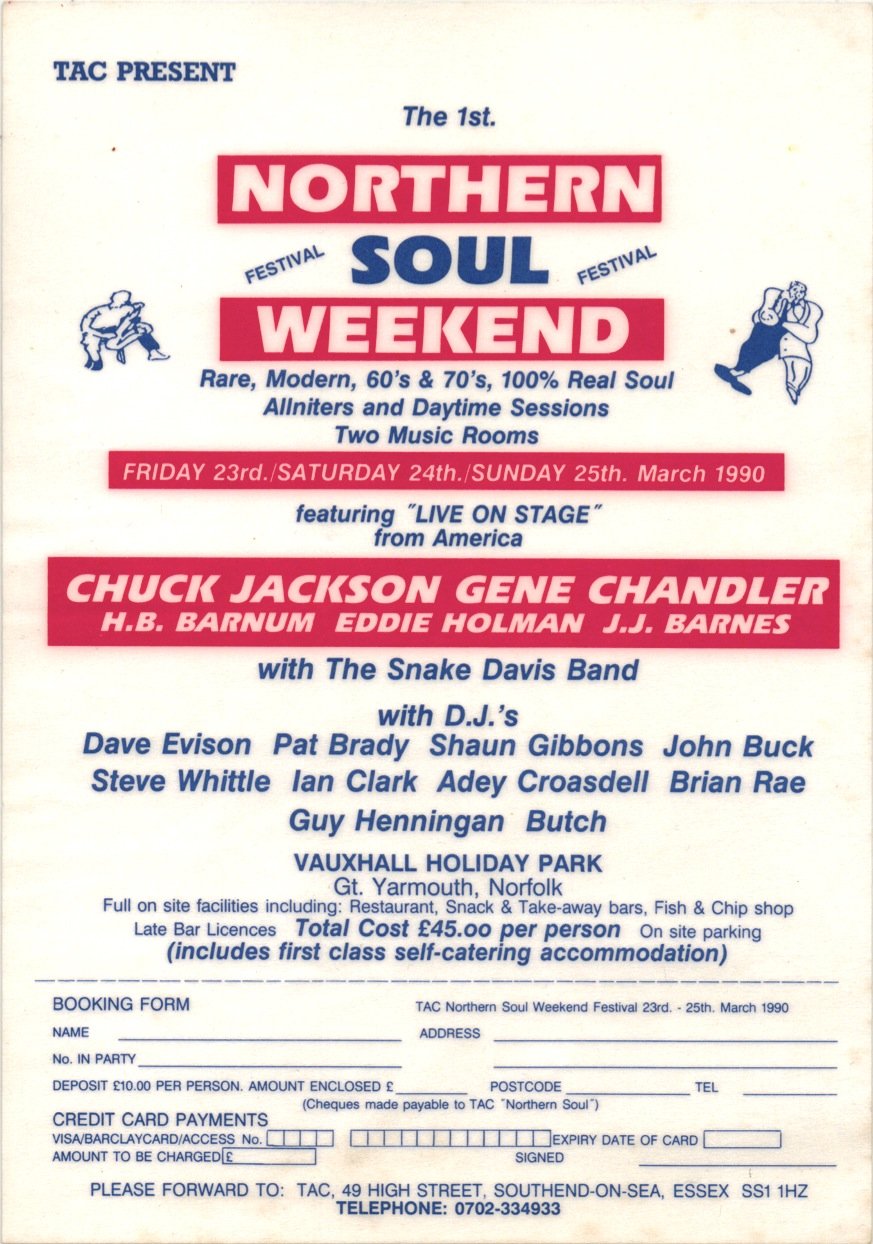 TAC PRESENT
The 1st.
NORTHERN
FESTIVAL SOUL FESTIVAL
WEEKEND
Rare, Modern, 60's & 70's, 100% Real Soul
Allniters and Daytime Sessions
Two Music Rooms
FRIDAY 23rd./SATURDAY 24th./SUNDAY 25th. March 1990
featuring "LIVE ON STAGE"
from America
CHUCK JACKSON GENE CHANDLER
H.B. BARNUM EDDIE HOLMAN J.J. BARNES
with The Snake Davis Band
with D.J.'s
Dave Evison Pat Brady Shaun Gibbons John Buck
Steve Whittle Ian Clark Adey Croasdell Brian Rae
Guy Henningan Butch
VAUXHALL HOLIDAY PARK
Gt. Yarmouth, Norfolk
Full on site facilities including: Restaurant, Snack & Take-away bars, Fish & Chip shop
Late Bar Licences Total Cost £45.oo per person On site parking
(includes first class self-catering accommodation)
BOOKING FORM TAC Northern Soul Weekend Festival 23rd. - 25th. March 1990
NAME ADDRESS
No. IN PARTY
DEPOSIT £10.00 PER PERSON. AMOUNT ENCLOSED £ POSTCODE TEL
(Cheques made payable to TAC "Northern Soul")
CREDIT CARD PAYMENTS
VISA/BARCLAYCARD/ACCESS No. EXPIRY DATE OF CARD
AMOUNT TO BE CHARGED £ SIGNED
PLEASE FORWARD TO: TAC, 49 HIGH STREET, SOUTHEND-ON-SEA, ESSEX SS1 1HZ
TELEPHONE: 0702-334933